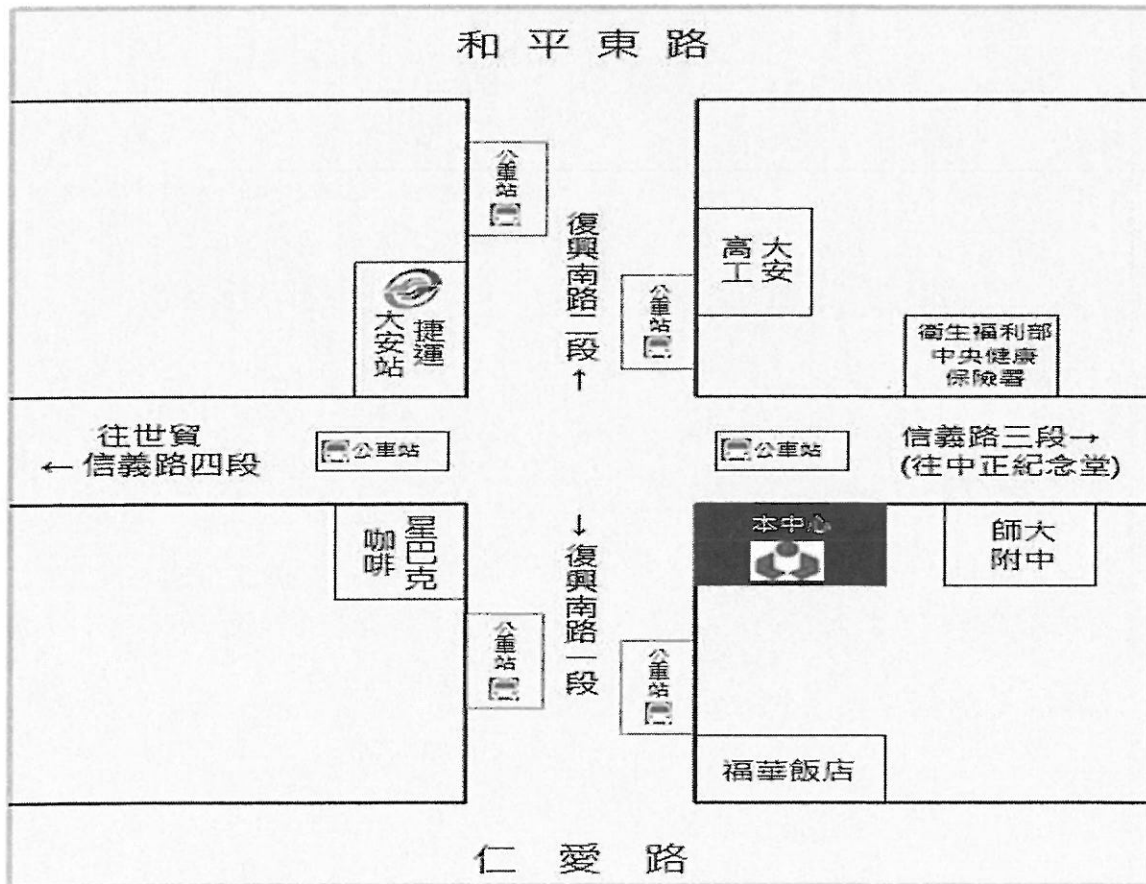 和平東路
公車站
復興南路二段↑
大安
高工
公車站
捷運
大安站
衛生福利部
中央健康
保險署
往世貿
← 信義路四段
公車站
公車站
信義路三段→
(往中正紀念堂)
星巴克
咖啡
↓復興南路一段
本中心
師大
附中
公車站
公車站
福華飯店
仁愛路